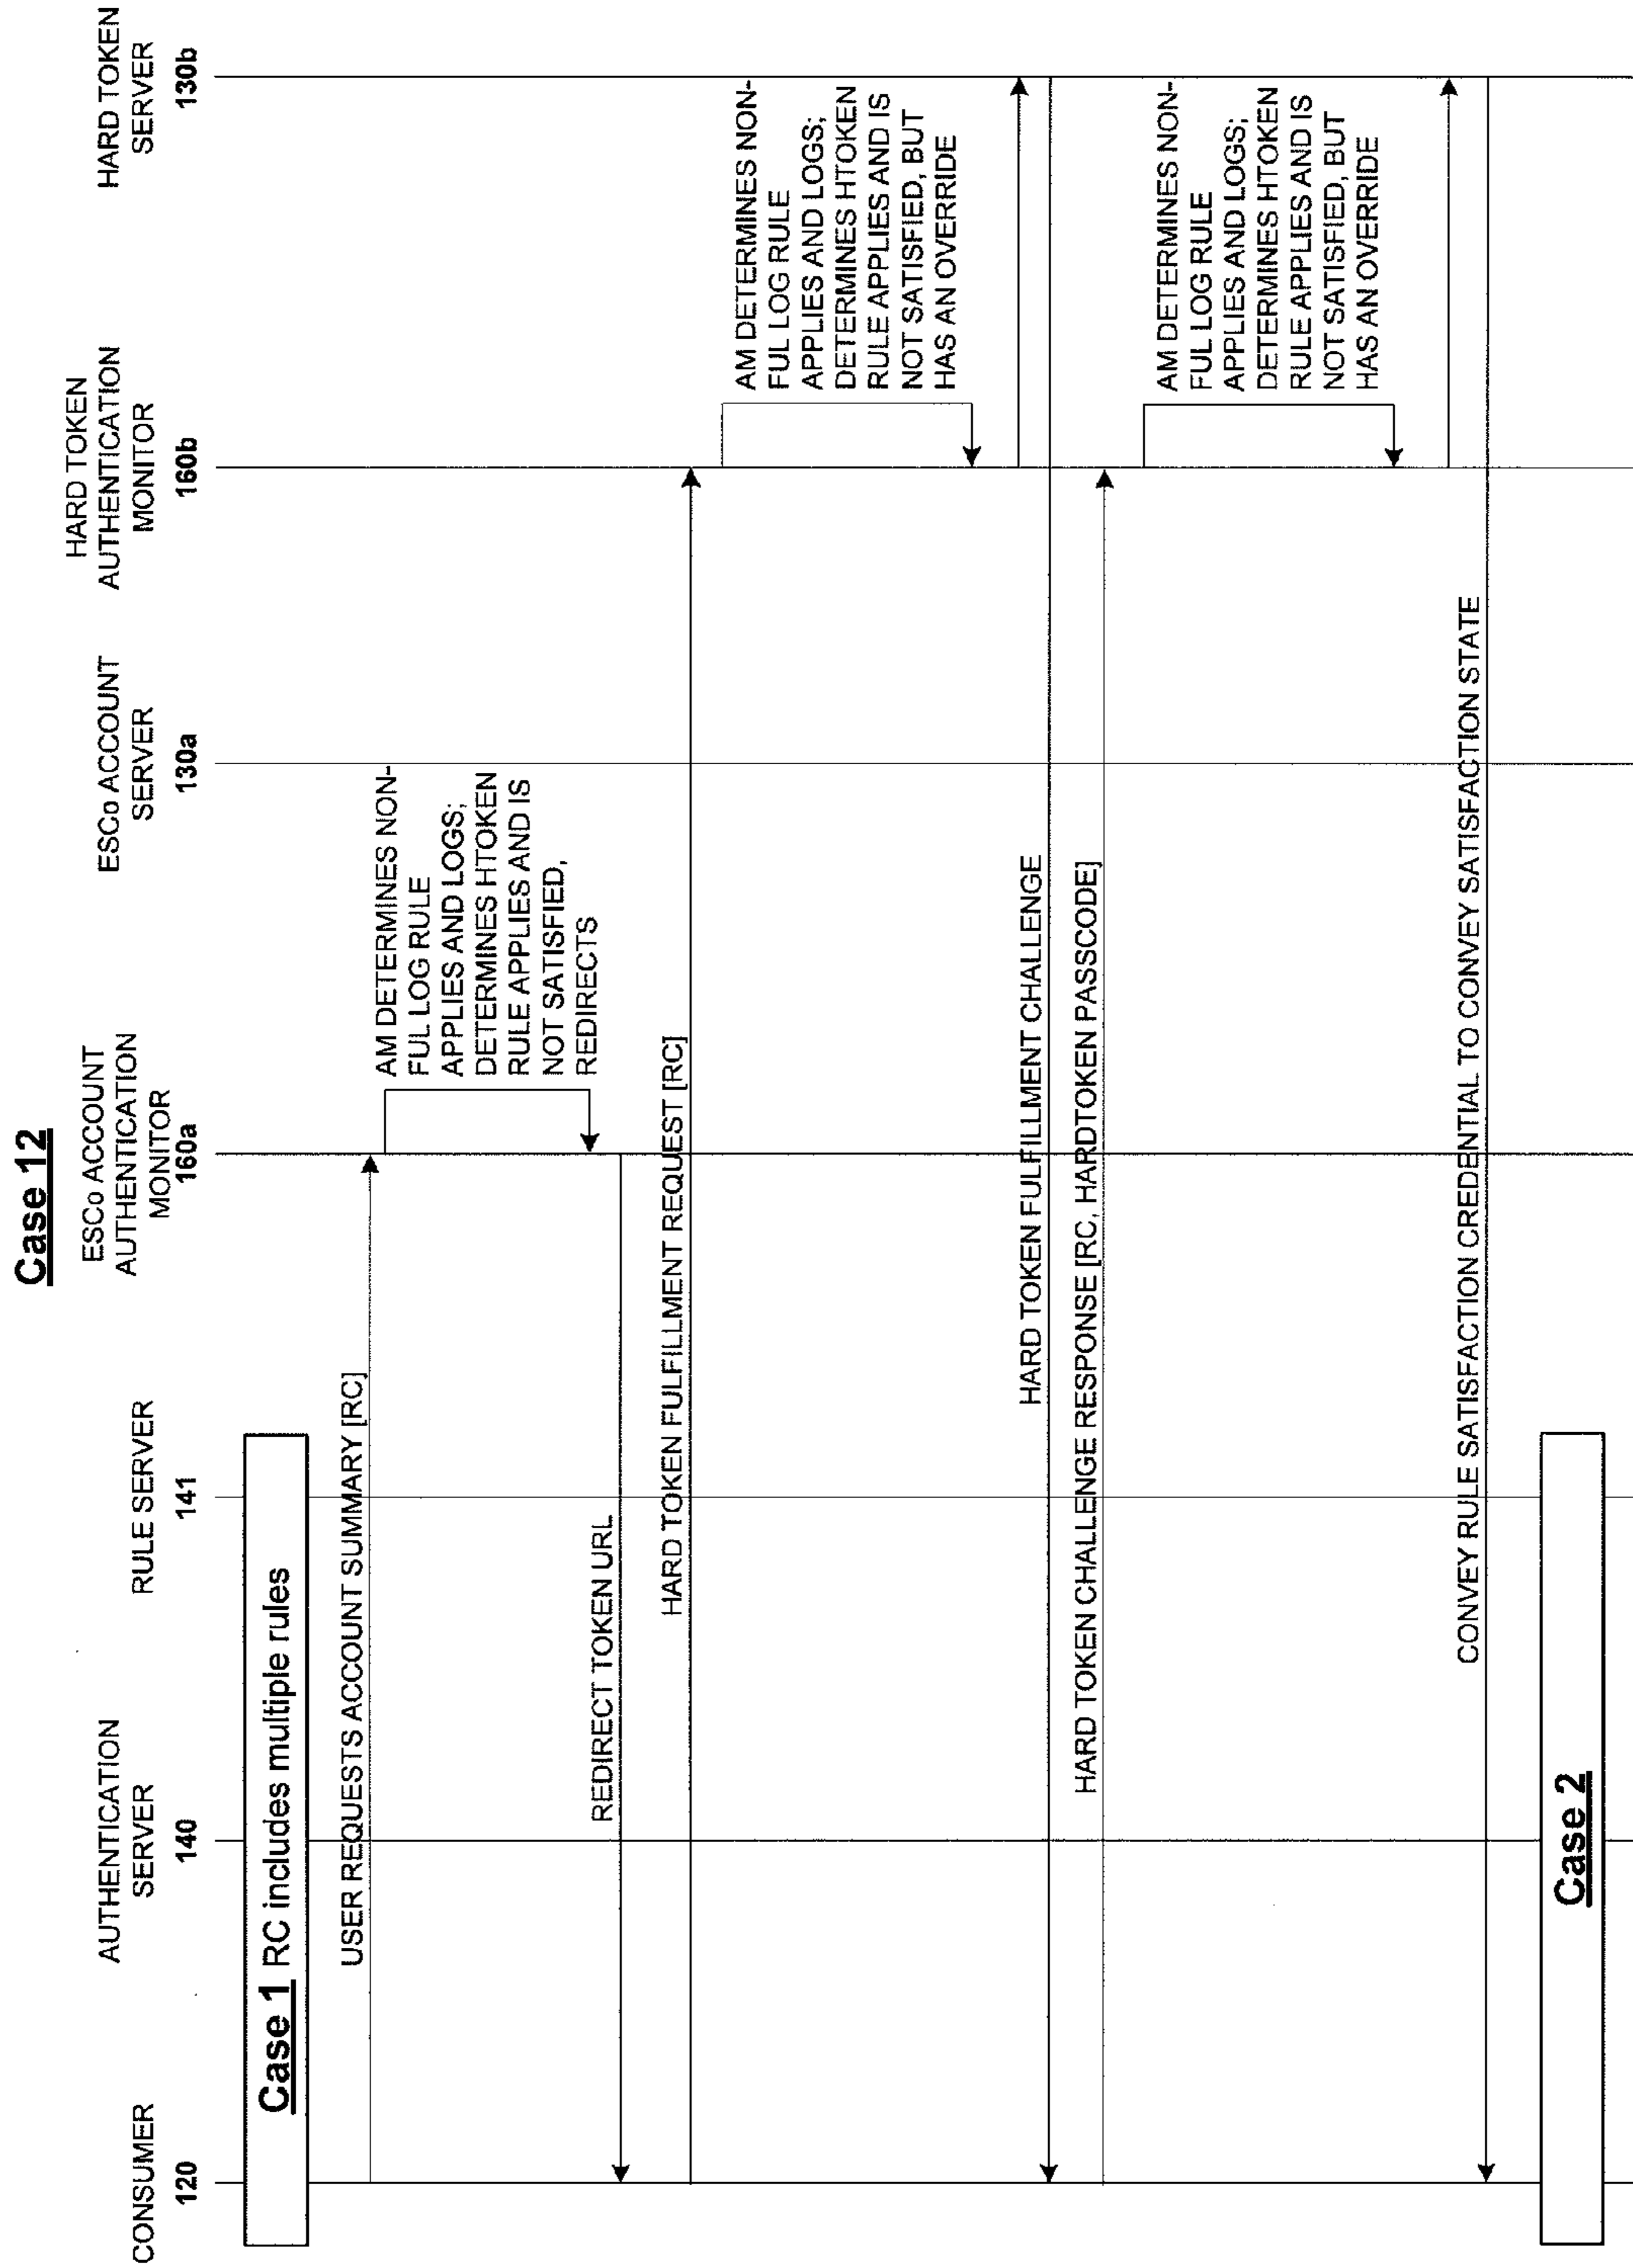 Case 12
CONSUMER
120
AUTHENTICATION
SERVER
140
RULE SERVER
141
ESCo ACCOUNT
AUTHENTICATION
MONITOR
160a
ESCo ACCOUNT
SERVER
130a
HARD TOKEN
AUTHENTICATION
MONITOR
160b
HARD TOKEN
SERVER
130b
Case 1 RC includes multiple rules
USER REQUESTS ACCOUNT SUMMARY [RC]
AM DETERMINES NON-
FUL LOG RULE
APPLIES AND LOGS;
DETERMINES HTOKEN
RULE APPLIES AND IS
NOT SATISFIED,
REDIRECTS
REDIRECT TOKEN URL
HARD TOKEN FULFILLMENT REQUEST [RC]
AM DETERMINES NON-
FUL LOG RULE
APPLIES AND LOGS;
DETERMINES HTOKEN
RULE APPLIES AND IS
NOT SATISFIED, BUT
HAS AN OVERRIDE
HARD TOKEN FULFILLMENT CHALLENGE
HARD TOKEN CHALLENGE RESPONSE [RC, HARDTOKEN PASSCODE]
AM DETERMINES NON-
FUL LOG RULE
APPLIES AND LOGS;
DETERMINES HTOKEN
RULE APPLIES AND IS
NOT SATISFIED, BUT
HAS AN OVERRIDE
CONVEY RULE SATISFACTION CREDENTIAL TO CONVEY SATISFACTION STATE
Case 2